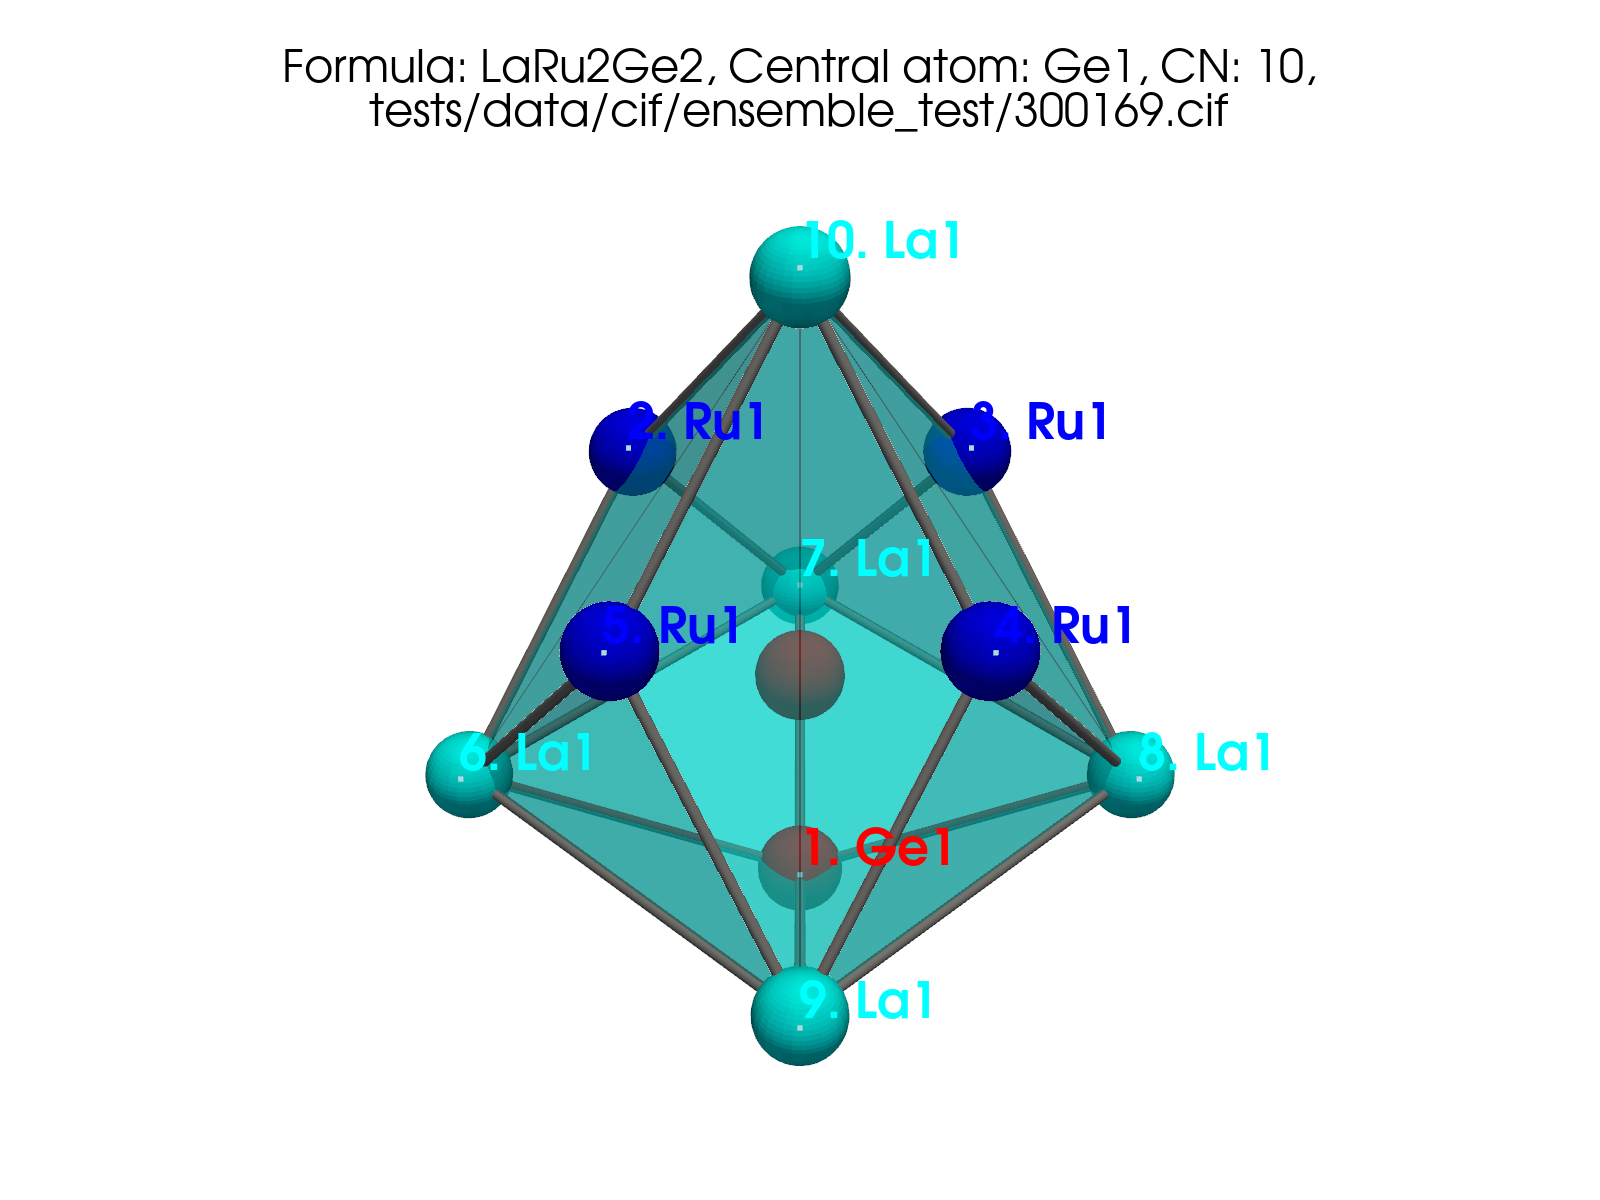 Formula: LaRu2Ge2, Central atom: Ge1, CN: 10,
tests/data/cif/ensemble_test/300169.cif
10. La1
2. Ru1
3. Ru1
7. La1
5. Ru1
4. Ru1
6. La1
8. La1
1. Ge1
9. La1